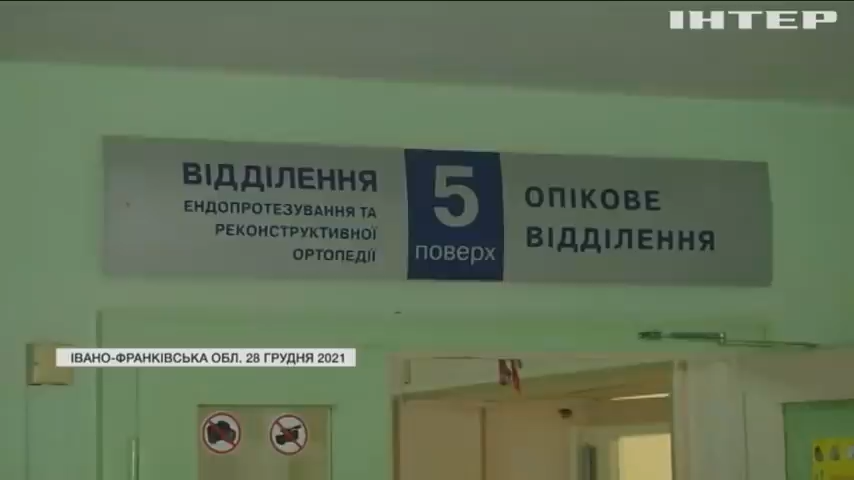 ІНТЕР
ВІДДІЛЕННЯ
ЕНДОПРОТЕЗУВАННЯ ТА
РЕКОНСТРУКТИВНОЇ
ОРТОПЕДІЇ
5
поверх
ОПІКОВЕ
ВІДДІЛЕННЯ
ІВАНО-ФРАНКІВСЬКА ОБЛ. 28 ГРУДНЯ 2021